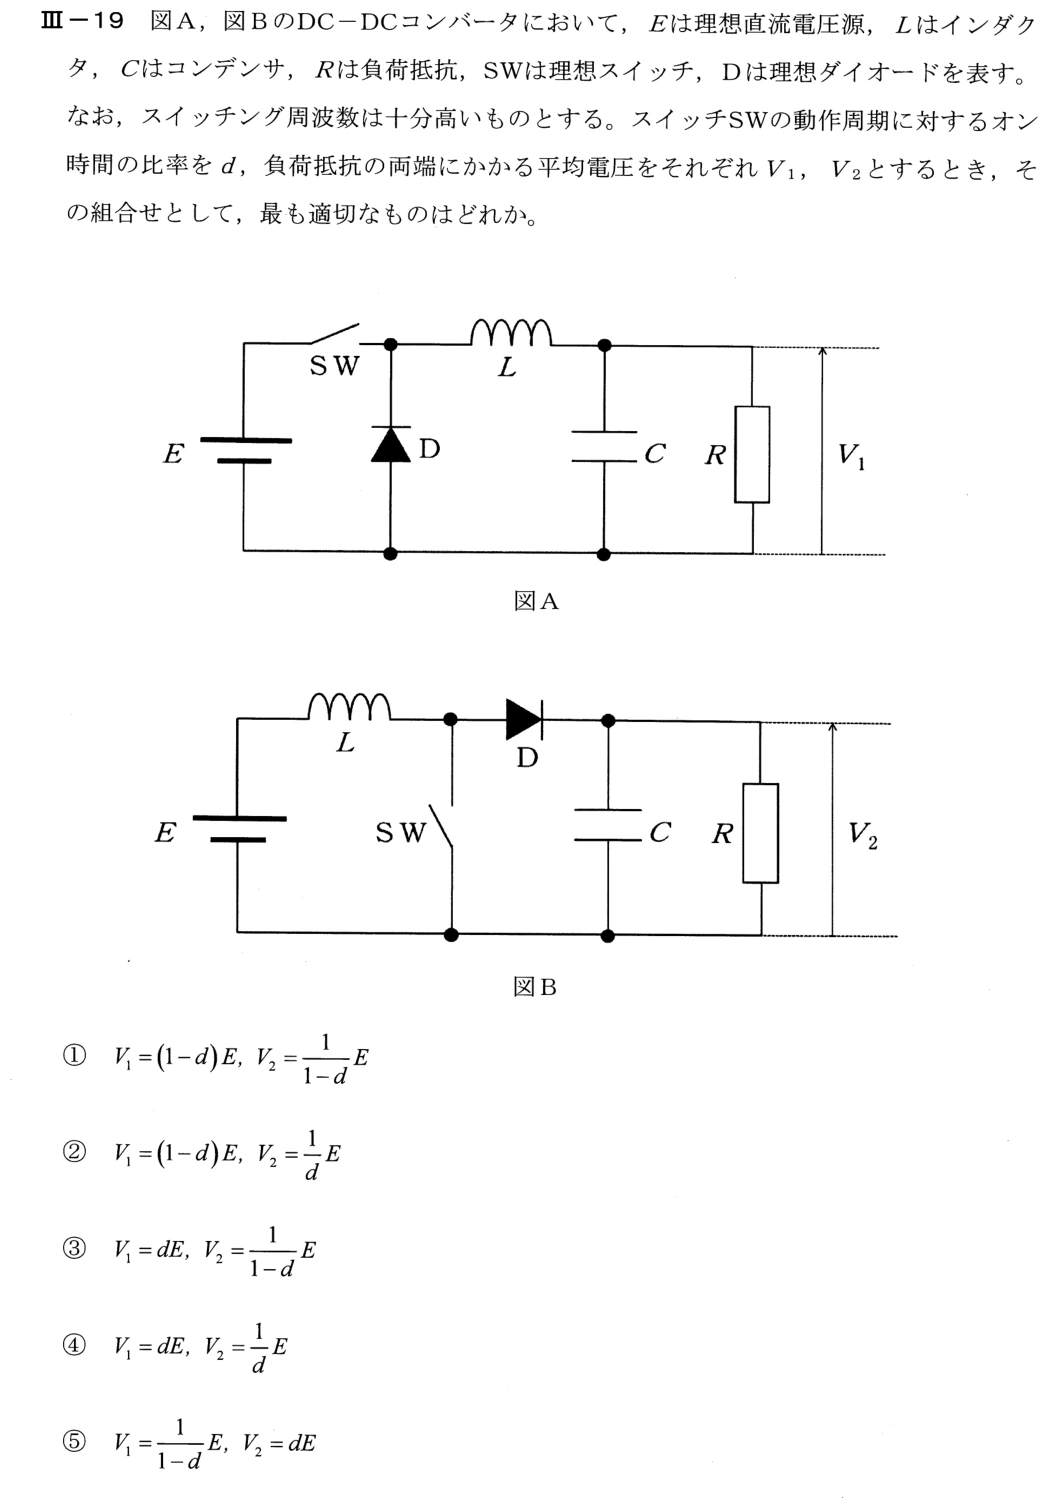 Ⅲ－19 図A，図BのDC－DCコンバータにおいて，Eは理想直流電圧源，Lはインダク
タ，Cはコンデンサ，Rは負荷抵抗，SWは理想スイッチ，Dは理想ダイオードを表す。
なお，スイッチング周波数は十分高いものとする。スイッチSWの動作周期に対するオン
時間の比率をd，負荷抵抗の両端にかかる平均電圧をそれぞれV₁，V₂とするとき，そ
の組合せとして，最も適切なものはどれか。
SW
L
E
D
C
R
V₁
図A
L
D
E
SW
C
R
V₂
図B
① V₁=(1−d)E, V₂=1/(1−d) E
② V₁=(1−d)E, V₂=1/d E
③ V₁=dE, V₂=1/(1−d) E
④ V₁=dE, V₂=1/d E
⑤ V₁=1/(1−d) E, V₂=dE